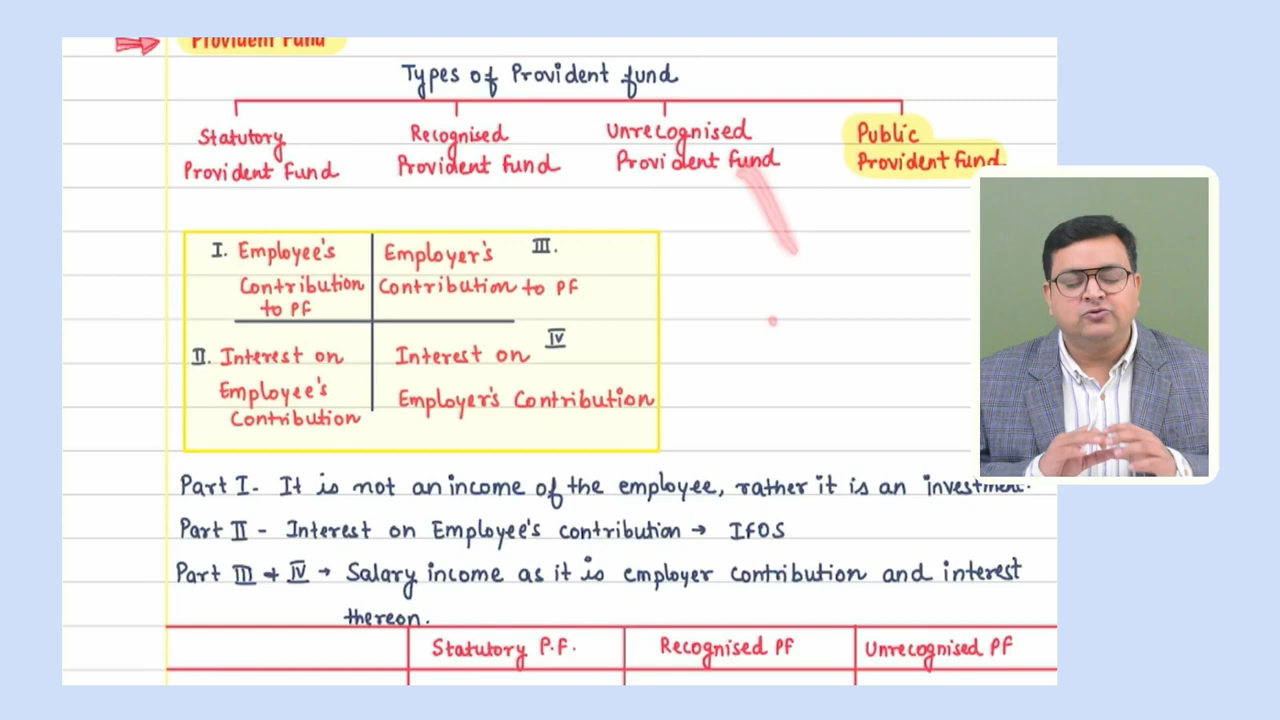 Provident Fund
Types of Provident fund
Statutory
Provident Fund
Recognised
Provident Fund
Unrecognised
Provident Fund
Public
Provident Fund
I. Employee's
Contribution
to PF
Employer's III.
Contribution to PF
II. Interest on
Employee's
Contribution
Interest on IV
Employer's Contribution
Part I - It is not an income of the employee, rather it is an investment.
Part II - Interest on Employee's contribution → IFOS
Part III + IV → Salary income as it is employer contribution and interest
thereon.
Statutory P.F. Recognised PF Unrecognised PF